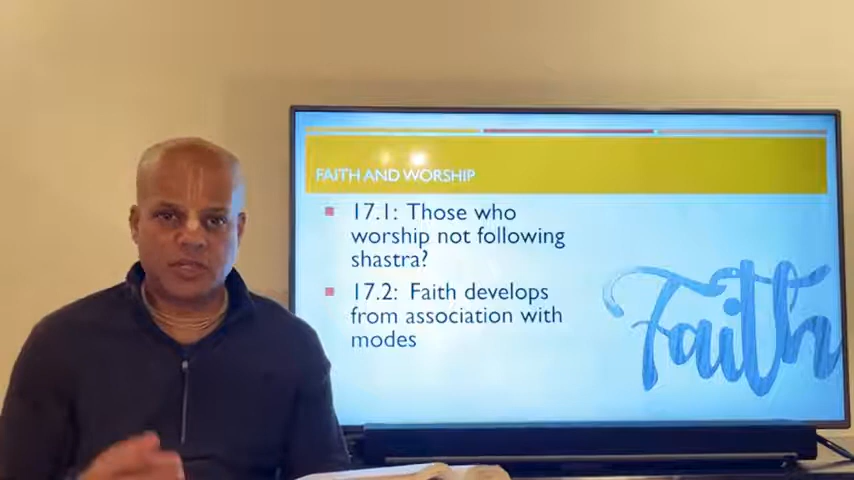 FAITH AND WORSHIP
17.1: Those who
worship not following
shastra?
17.2: Faith develops
from association with
modes
Faith